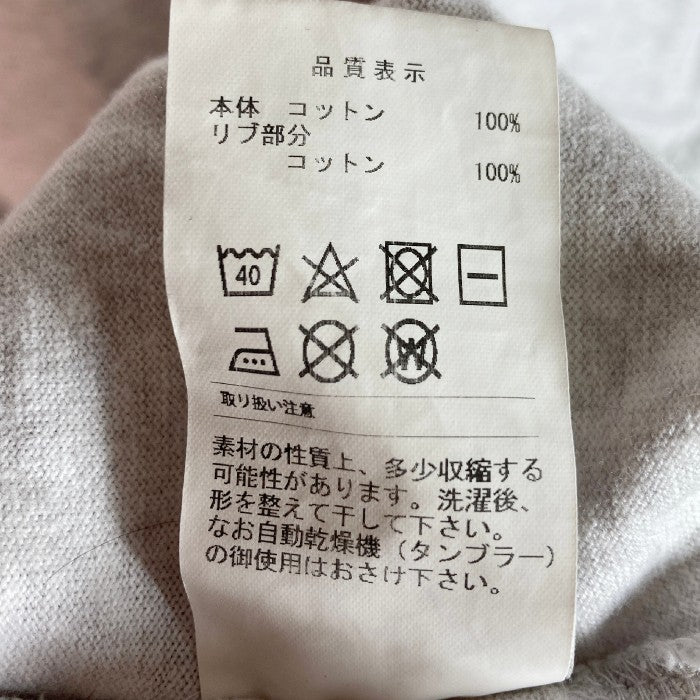 品質表示
本体 コットン 100%
リブ部分
コットン 100%
40
W
取り扱い注意
素材の性質上、多少収縮する
可能性があります。洗濯後、
形を整えて干して下さい。
なお自動乾燥機（タンブラー）
の御使用はおさけ下さい。